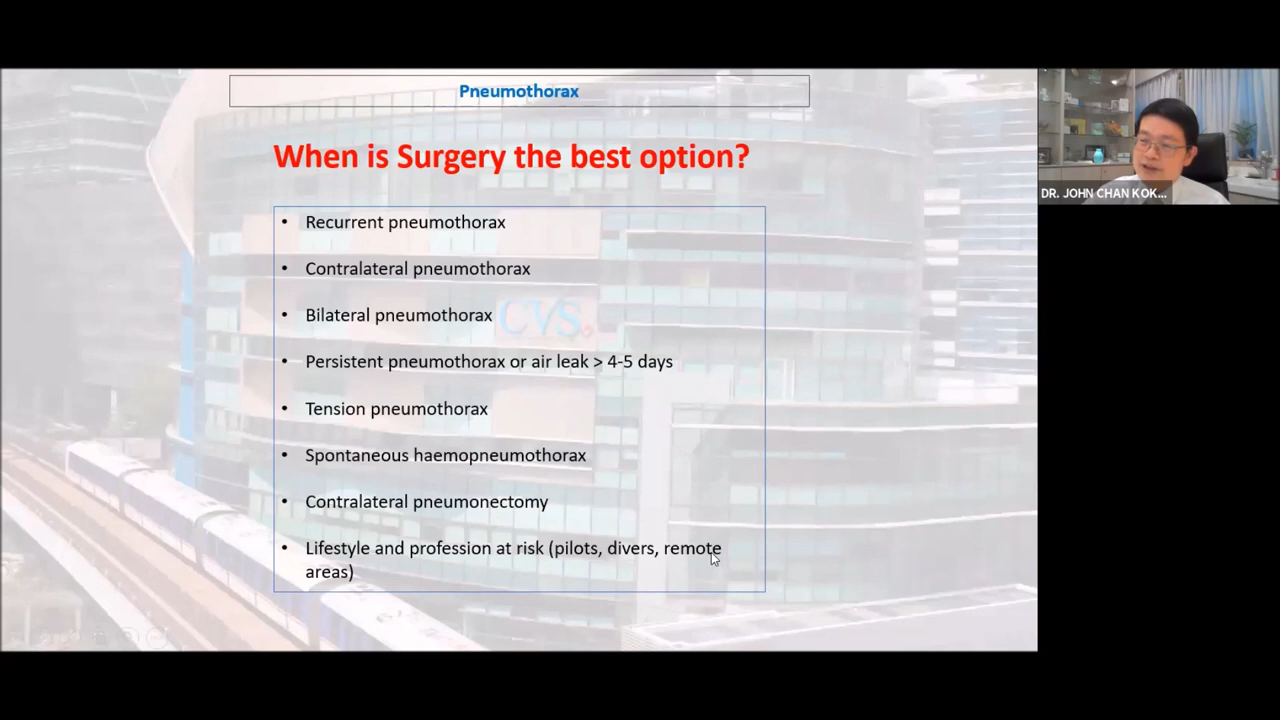 Pneumothorax
When is Surgery the best option?
• Recurrent pneumothorax
• Contralateral pneumothorax
• Bilateral pneumothorax
CVS.
• Persistent pneumothorax or air leak > 4-5 days
• Tension pneumothorax
• Spontaneous haemopneumothorax
• Contralateral pneumonectomy
• Lifestyle and profession at risk (pilots, divers, remote
areas)
DR. JOHN CHAN KOK...